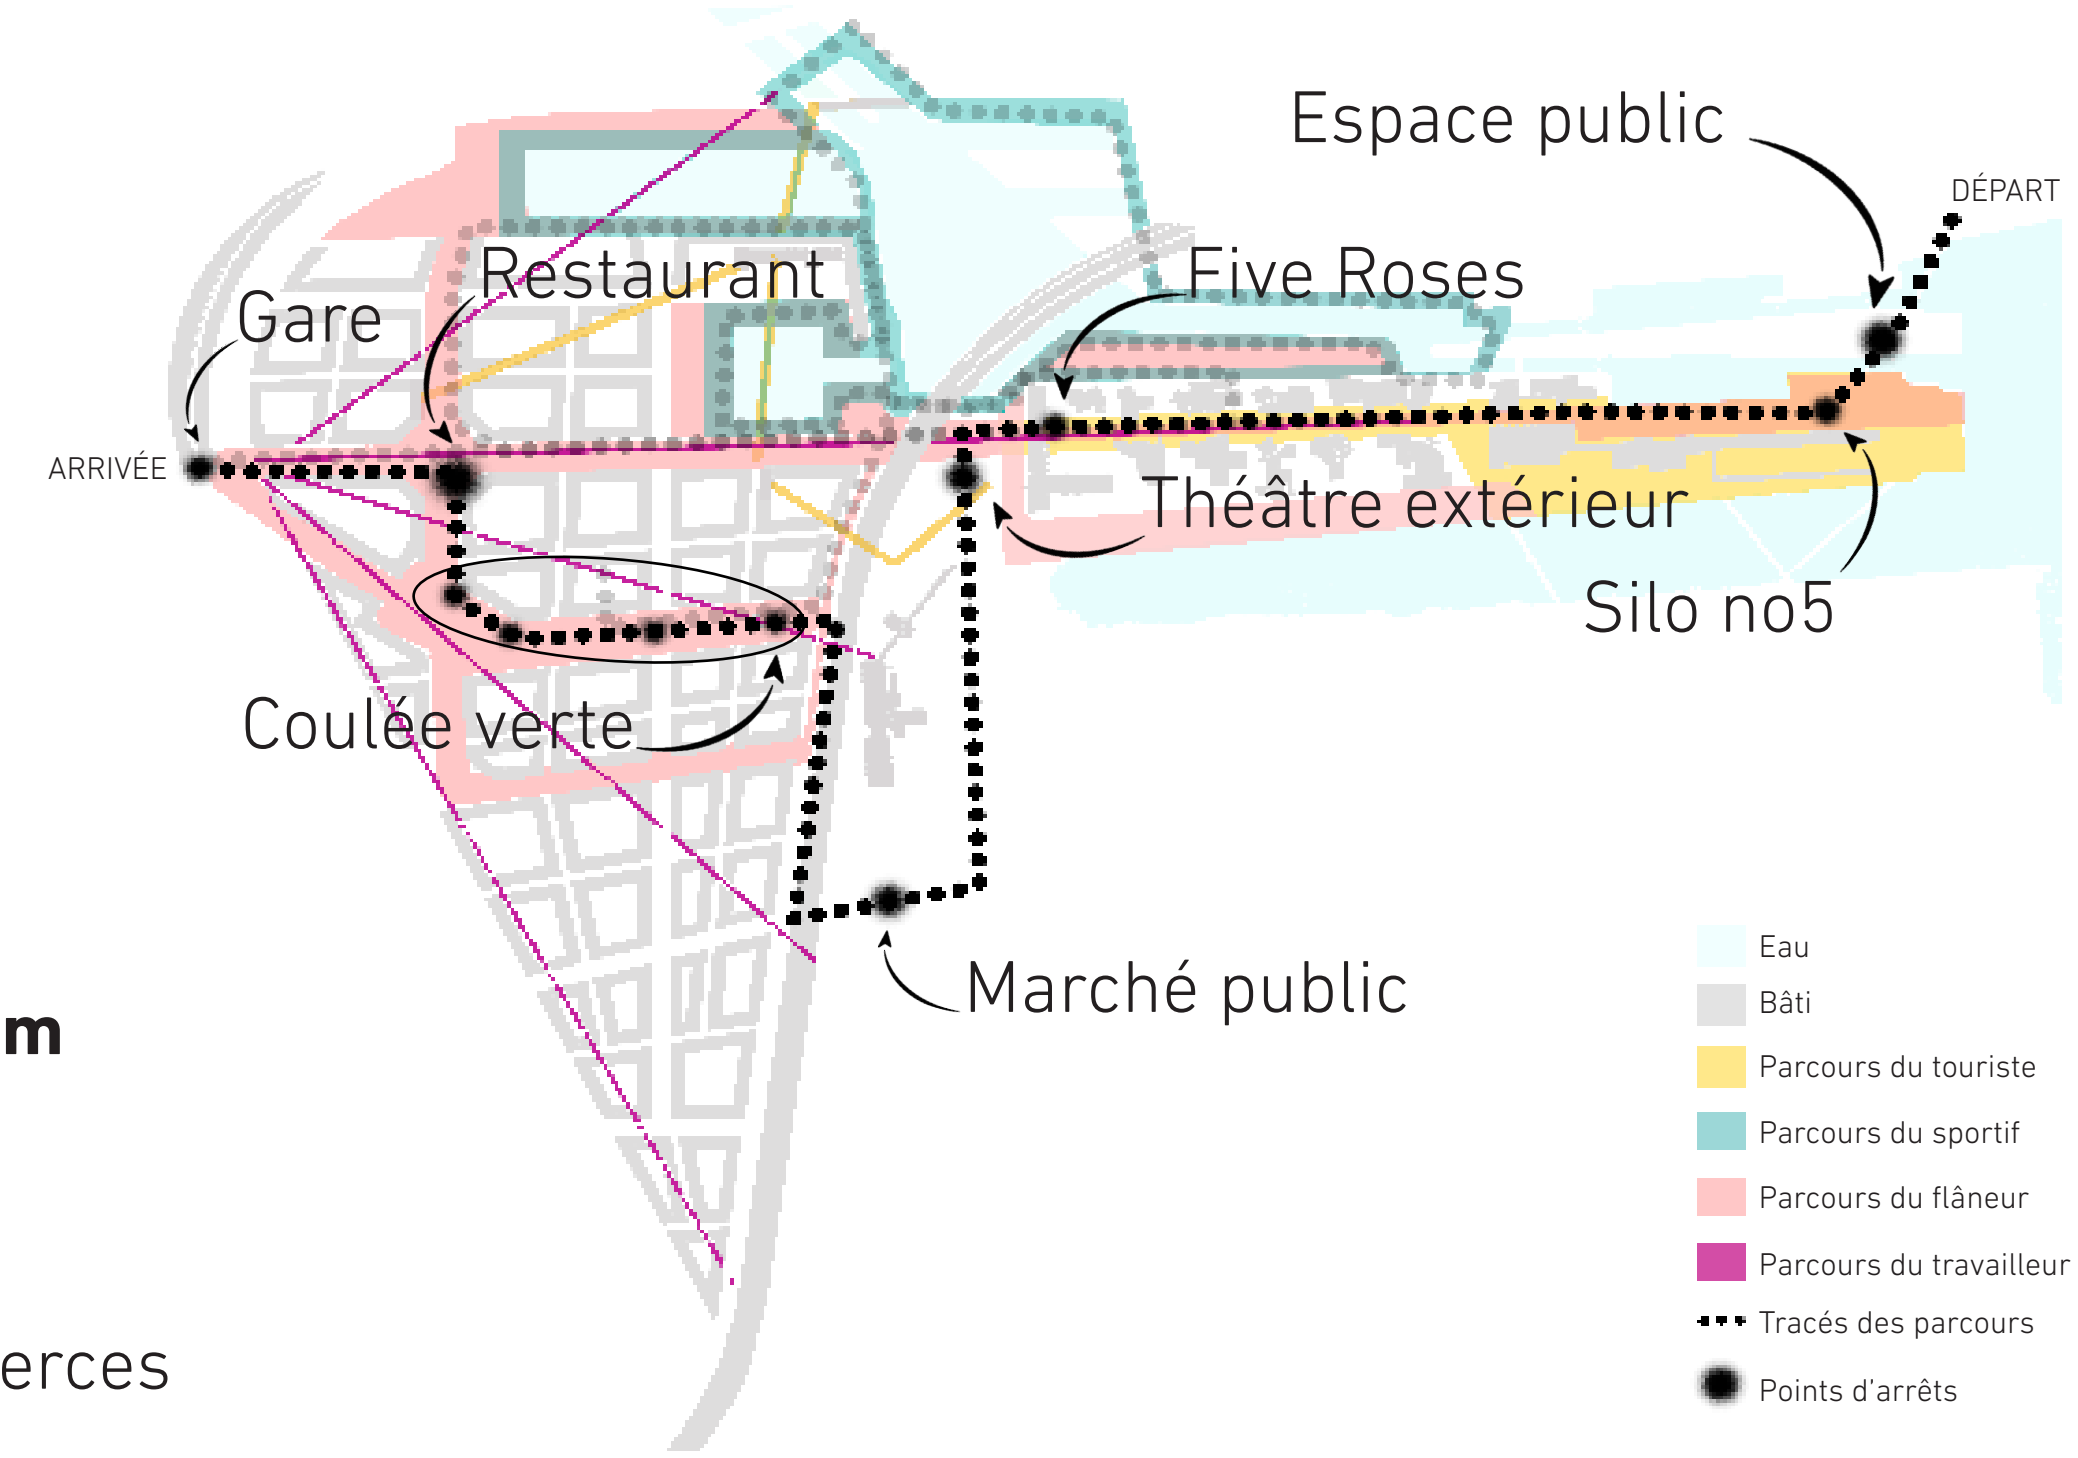 Espace public
DÉPART
Restaurant
Five Roses
Gare
ARRIVÉE
Théâtre extérieur
Silo no5
Coulée verte
Marché public
m
erces
Eau
Bâti
Parcours du touriste
Parcours du sportif
Parcours du flâneur
Parcours du travailleur
Tracés des parcours
Points d'arrêts